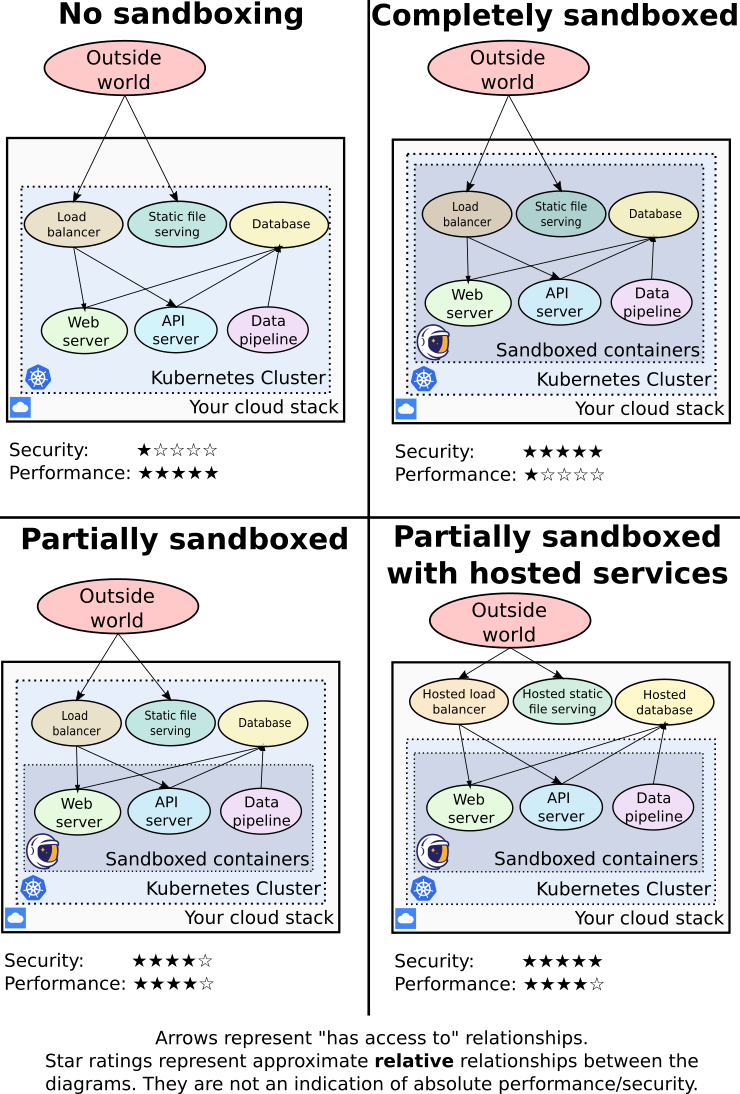 No sandboxing
Outside
world
Load
balancer
Static file
serving
Database
Web
server
API
server
Data
pipeline
Kubernetes Cluster
Your cloud stack
Security: ★☆☆☆☆
Performance: ★★★★★
Completely sandboxed
Outside
world
Load
balancer
Static file
serving
Database
Web
server
API
server
Data
pipeline
Sandboxed containers
Kubernetes Cluster
Your cloud stack
Security: ★★★★★
Performance: ★☆☆☆☆
Partially sandboxed
Outside
world
Load
balancer
Static file
serving
Database
Web
server
API
server
Data
pipeline
Sandboxed containers
Kubernetes Cluster
Your cloud stack
Security: ★★★★☆
Performance: ★★★★☆
Partially sandboxed
with hosted services
Outside
world
Hosted load
balancer
Hosted static
file serving
Hosted
database
Web
server
API
server
Data
pipeline
Sandboxed containers
Kubernetes Cluster
Your cloud stack
Security: ★★★★★
Performance: ★★★★☆
Arrows represent "has access to" relationships.
Star ratings represent approximate relative relationships between the
diagrams. They are not an indication of absolute performance/security.